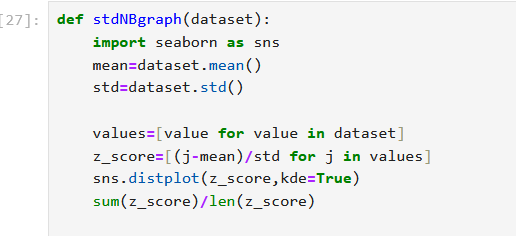 [27]: def stdNBgraph(dataset):
import seaborn as sns
mean=dataset.mean()
std=dataset.std()
values=[value for value in dataset]
z_score=[(j-mean)/std for j in values]
sns.distplot(z_score,kde=True)
sum(z_score)/len(z_score)